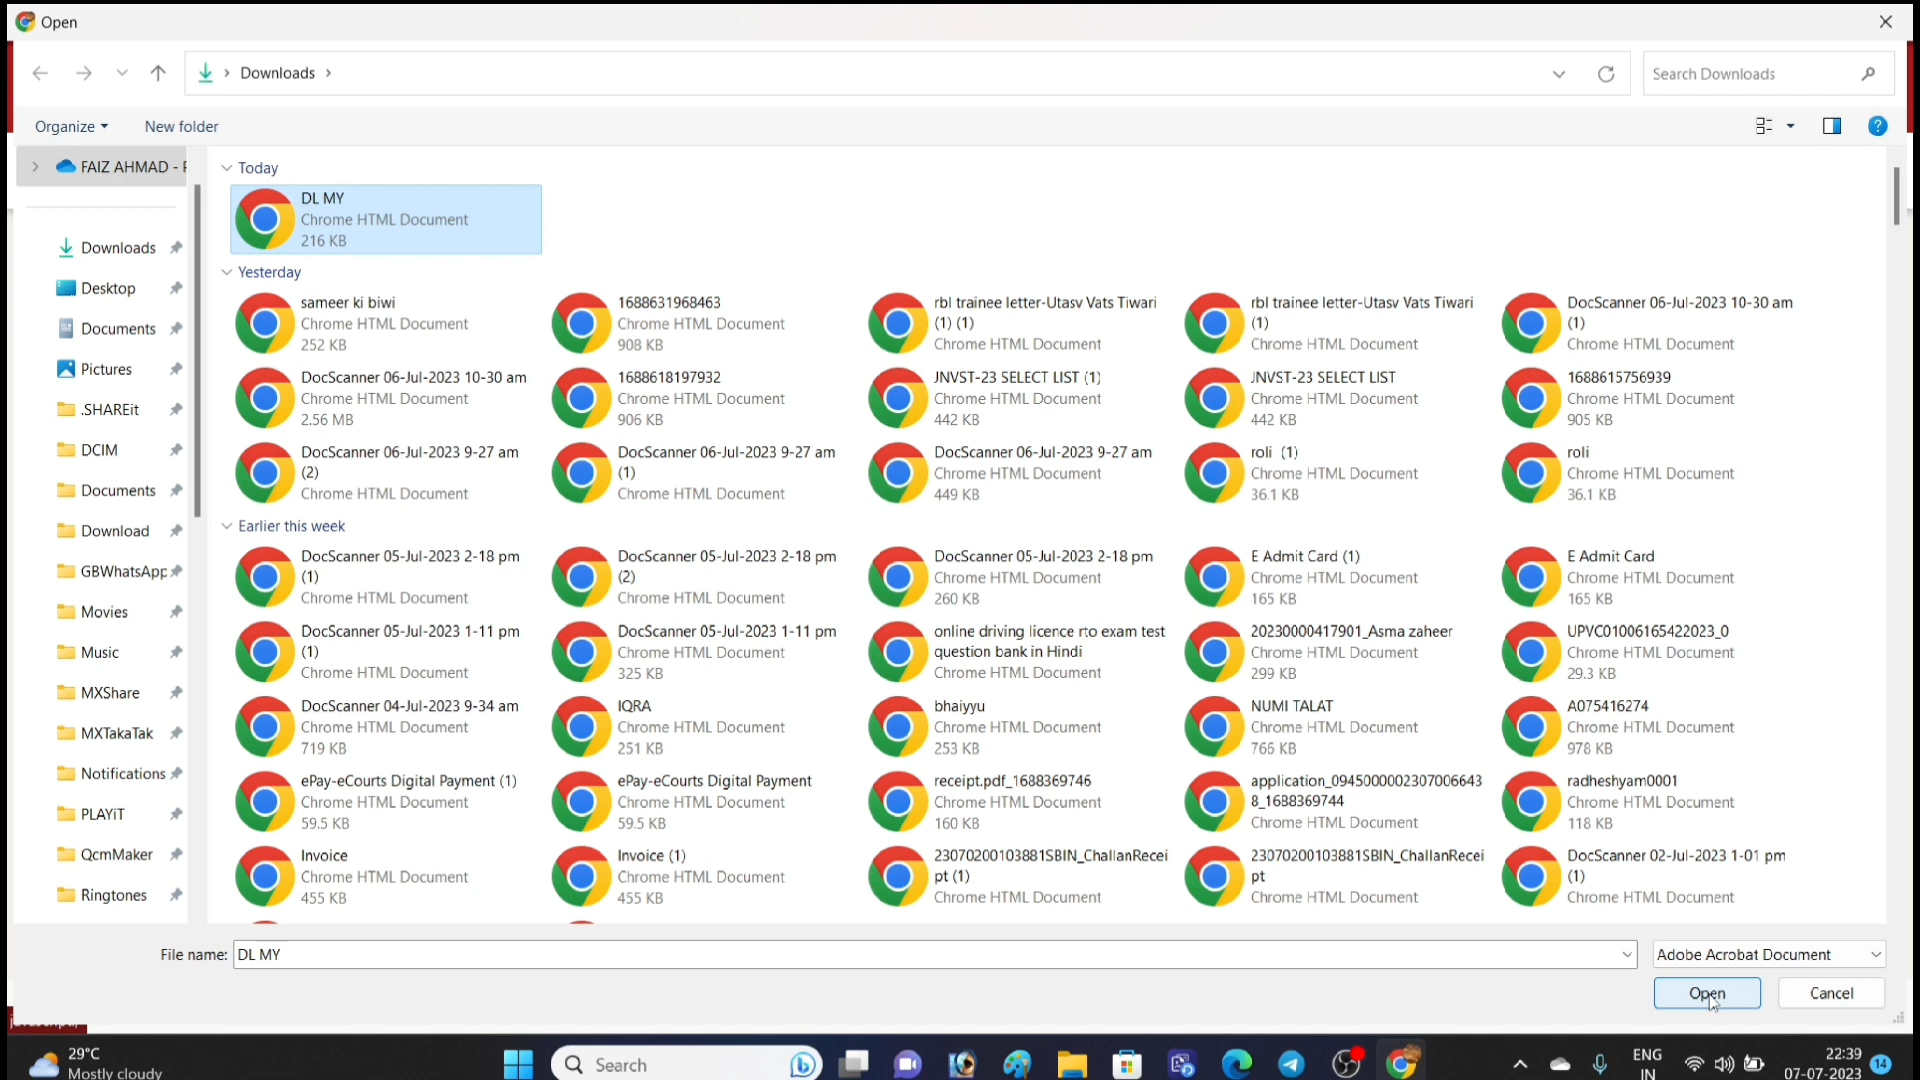 Open
Downloads
Search Downloads
Organize
New folder
FAIZ AHMAD -
Downloads
Desktop
Documents
Pictures
.SHAREit
DCIM
Documents
Download
GBWhatsApp
Movies
Music
MXShare
MXTakaTak
Notifications
PLAYiT
QcmMaker
Ringtones
Today
DL MY
Chrome HTML Document
216 KB
Yesterday
sameer ki biwi
Chrome HTML Document
252 KB
1688631968463
Chrome HTML Document
908 KB
rbl trainee letter-Utasv Vats Tiwari
(1) (1)
Chrome HTML Document
rbl trainee letter-Utasv Vats Tiwari
(1)
Chrome HTML Document
DocScanner 06-Jul-2023 10-30 am
(1)
Chrome HTML Document
DocScanner 06-Jul-2023 10-30 am
Chrome HTML Document
2.56 MB
1688618197932
Chrome HTML Document
906 KB
JNVST-23 SELECT LIST (1)
Chrome HTML Document
442 KB
JNVST-23 SELECT LIST
Chrome HTML Document
442 KB
1688615756939
Chrome HTML Document
905 KB
DocScanner 06-Jul-2023 9-27 am
(2)
Chrome HTML Document
DocScanner 06-Jul-2023 9-27 am
(1)
Chrome HTML Document
DocScanner 06-Jul-2023 9-27 am
Chrome HTML Document
449 KB
roli (1)
Chrome HTML Document
36.1 KB
roli
Chrome HTML Document
36.1 KB
Earlier this week
DocScanner 05-Jul-2023 2-18 pm
(1)
Chrome HTML Document
DocScanner 05-Jul-2023 2-18 pm
(2)
Chrome HTML Document
DocScanner 05-Jul-2023 2-18 pm
Chrome HTML Document
260 KB
E Admit Card (1)
Chrome HTML Document
165 KB
E Admit Card
Chrome HTML Document
165 KB
DocScanner 05-Jul-2023 1-11 pm
(1)
Chrome HTML Document
DocScanner 05-Jul-2023 1-11 pm
Chrome HTML Document
325 KB
online driving licence rto exam test
question bank in Hindi
Chrome HTML Document
20230000417901_Asma zaheer
Chrome HTML Document
299 KB
UPVC01006165422023_0
Chrome HTML Document
29.3 KB
DocScanner 04-Jul-2023 9-34 am
Chrome HTML Document
719 KB
IQRA
Chrome HTML Document
251 KB
bhaiyyu
Chrome HTML Document
253 KB
NUMI TALAT
Chrome HTML Document
766 KB
A075416274
Chrome HTML Document
978 KB
ePay-eCourts Digital Payment (1)
Chrome HTML Document
59.5 KB
ePay-eCourts Digital Payment
Chrome HTML Document
59.5 KB
receipt.pdf_1688369746
Chrome HTML Document
160 KB
application_0945000002307006643
8_1688369744
Chrome HTML Document
radheshyam0001
Chrome HTML Document
118 KB
Invoice
Chrome HTML Document
455 KB
Invoice (1)
Chrome HTML Document
455 KB
23070200103881SBIN_ChallanRecei
pt (1)
Chrome HTML Document
23070200103881SBIN_ChallanRecei
pt
Chrome HTML Document
DocScanner 02-Jul-2023 1-01 pm
(1)
Chrome HTML Document
File name: DL MY
Adobe Acrobat Document
Open
Cancel
29°C
Mostly cloudy
Search
ENG
IN
22:39
07-07-2023
14